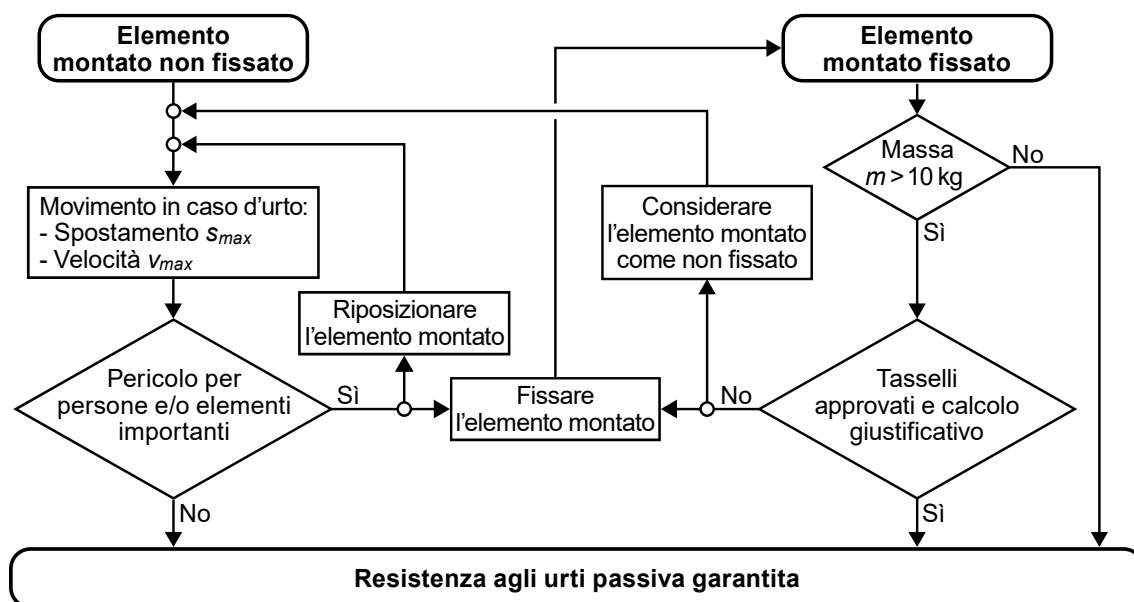 Elemento
montato non fissato
Elemento
montato fissato
Massa
m > 10 kg
No
Sì
Movimento in caso d'urto:
- Spostamento smax
- Velocità vmax
Considerare
l'elemento montato
come non fissato
Riposizionare
l'elemento montato
Pericolo per
persone e/o elementi
importanti
Sì
No
Fissare
l'elemento montato
No
Tasselli
approvati e calcolo
giustificativo
Sì
Resistenza agli urti passiva garantita